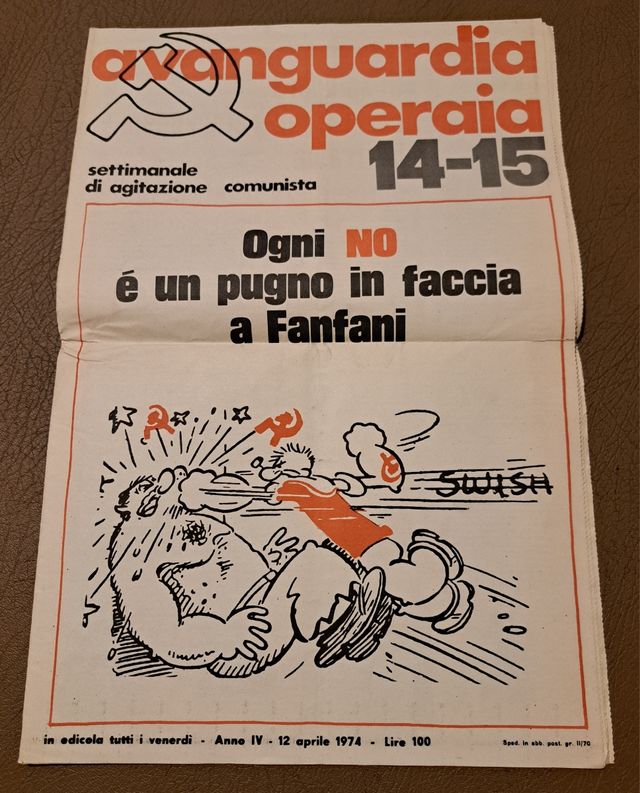 avanguardia
operaia
14-15
settimanale
di agitazione comunista
Ogni NO
é un pugno in faccia
a Fanfani
SWISH
in edicola tutti i venerdì - Anno IV - 12 aprile 1974 - Lire 100
Sped. in abb. post. gr. II/70